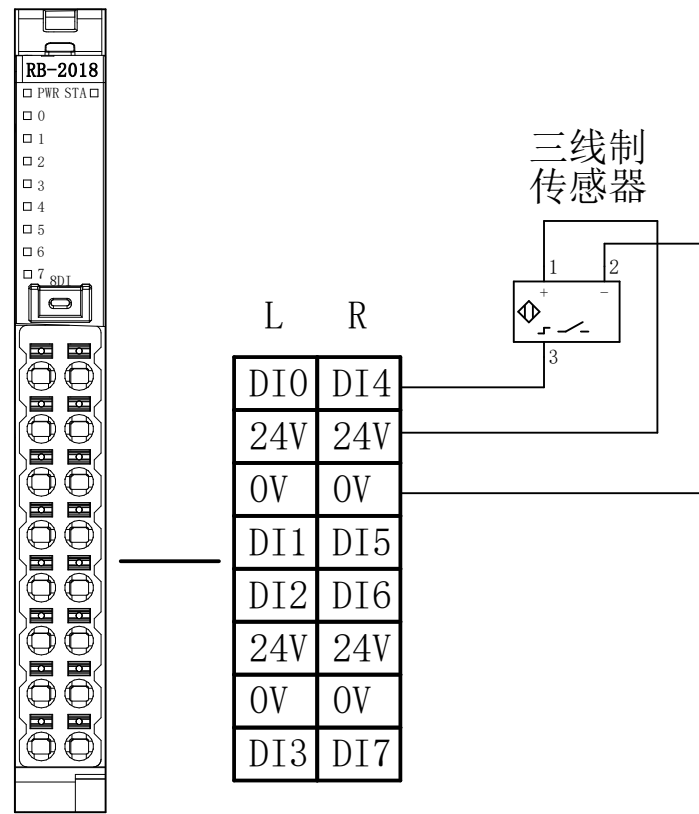 RB-2018
PWR STA
0
1
2
3
4
5
6
7 8DI
三线制
传感器
1 2
+ -
3
L R
DI0 DI4
24V 24V
0V 0V
DI1 DI5
DI2 DI6
24V 24V
0V 0V
DI3 DI7